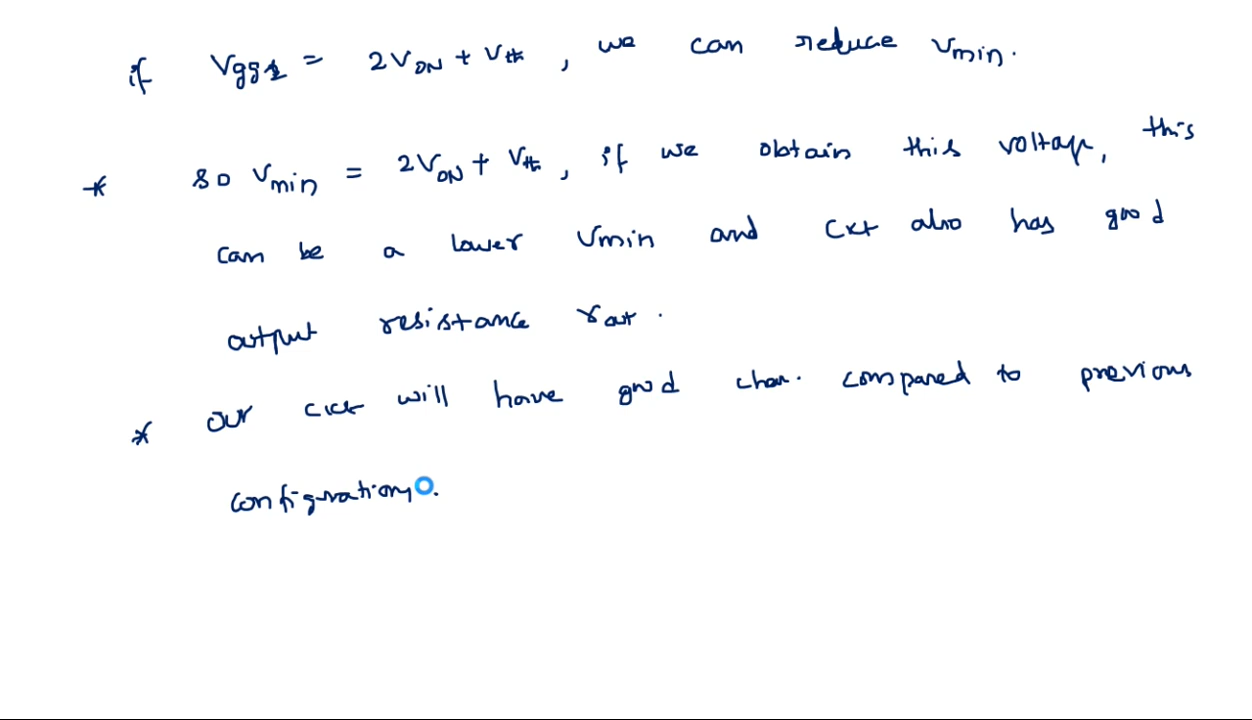 if Vgg2 = 2VON + Vth , we can reduce Vmin.
* so Vmin = 2VON + Vth , if we obtain this voltage, this
can be a lower Vmin and ckt also has good
output resistance rout .
* our ckt will have good char. compared to previous
configuration.